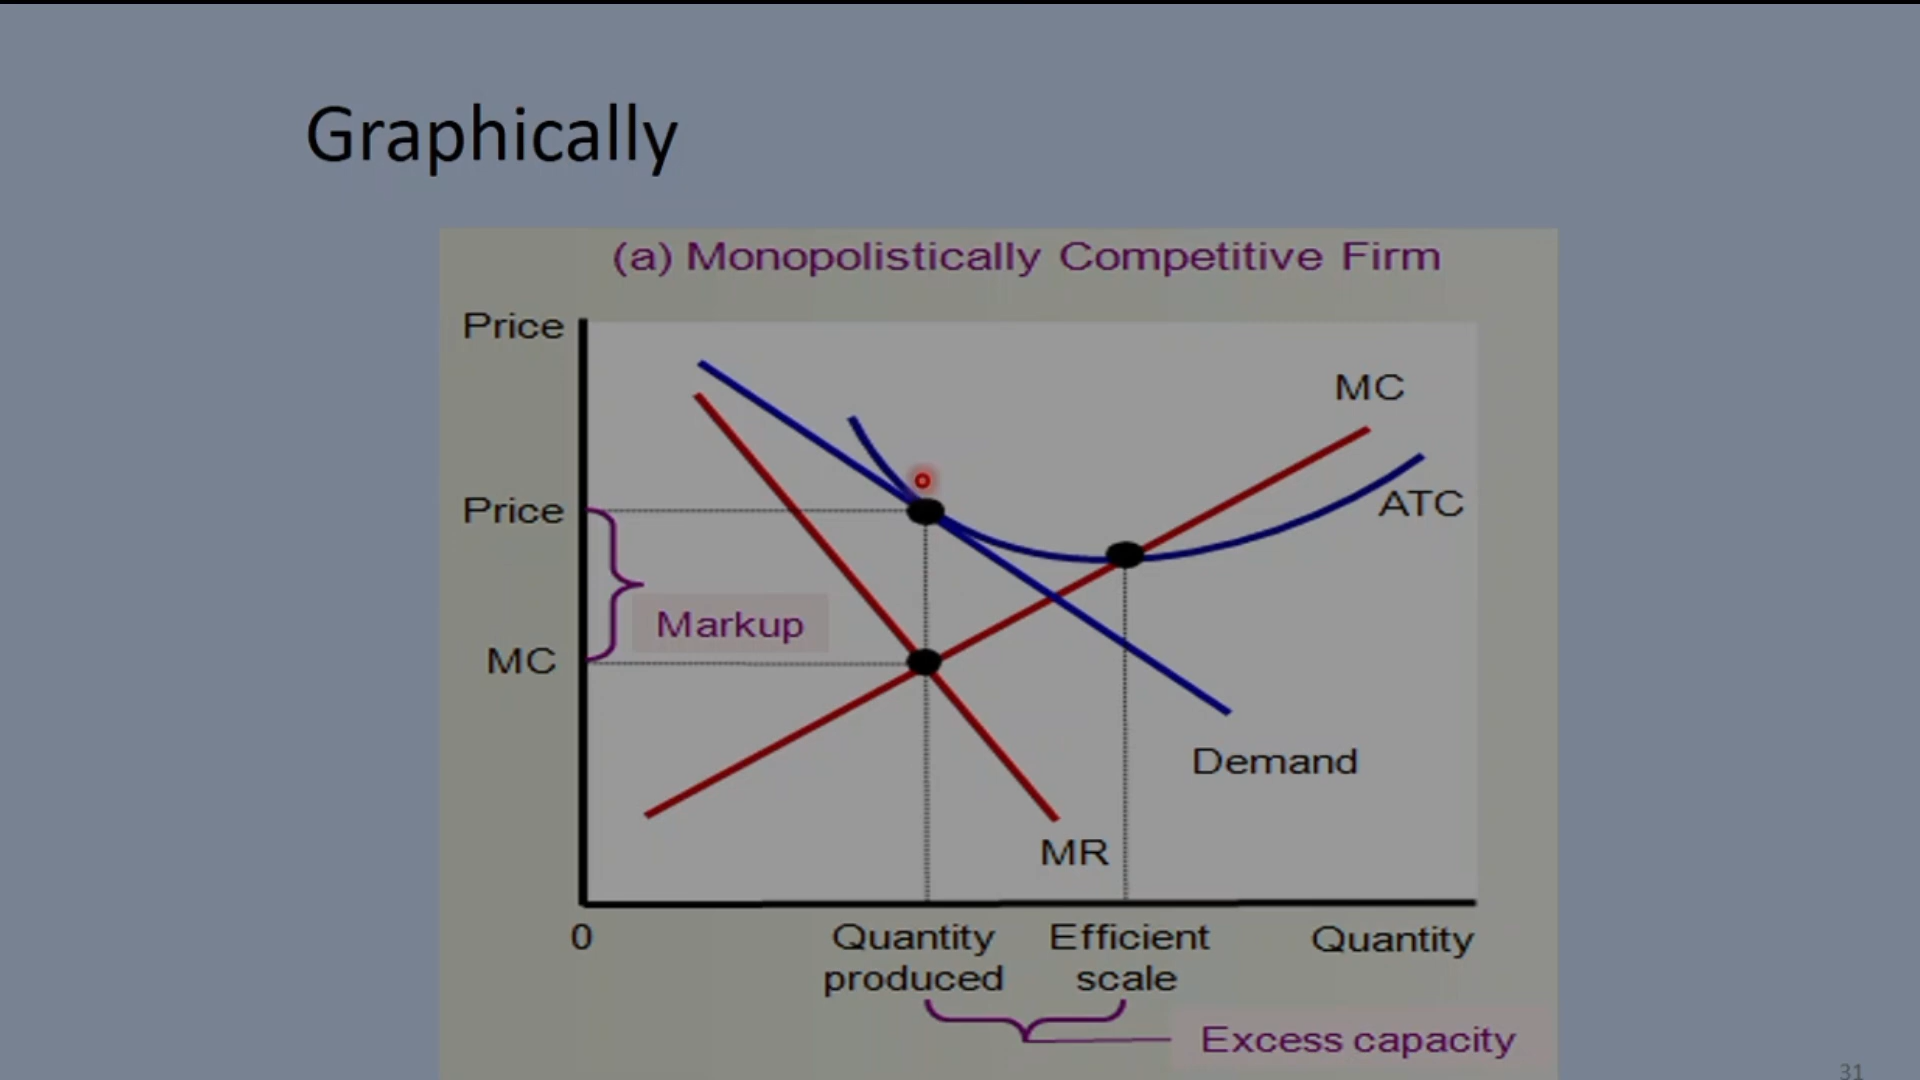 Graphically
(a) Monopolistically Competitive Firm
Price
MC
Price
ATC
Markup
MC
Demand
MR
0
Quantity
produced
Efficient
scale
Quantity
Excess capacity
31